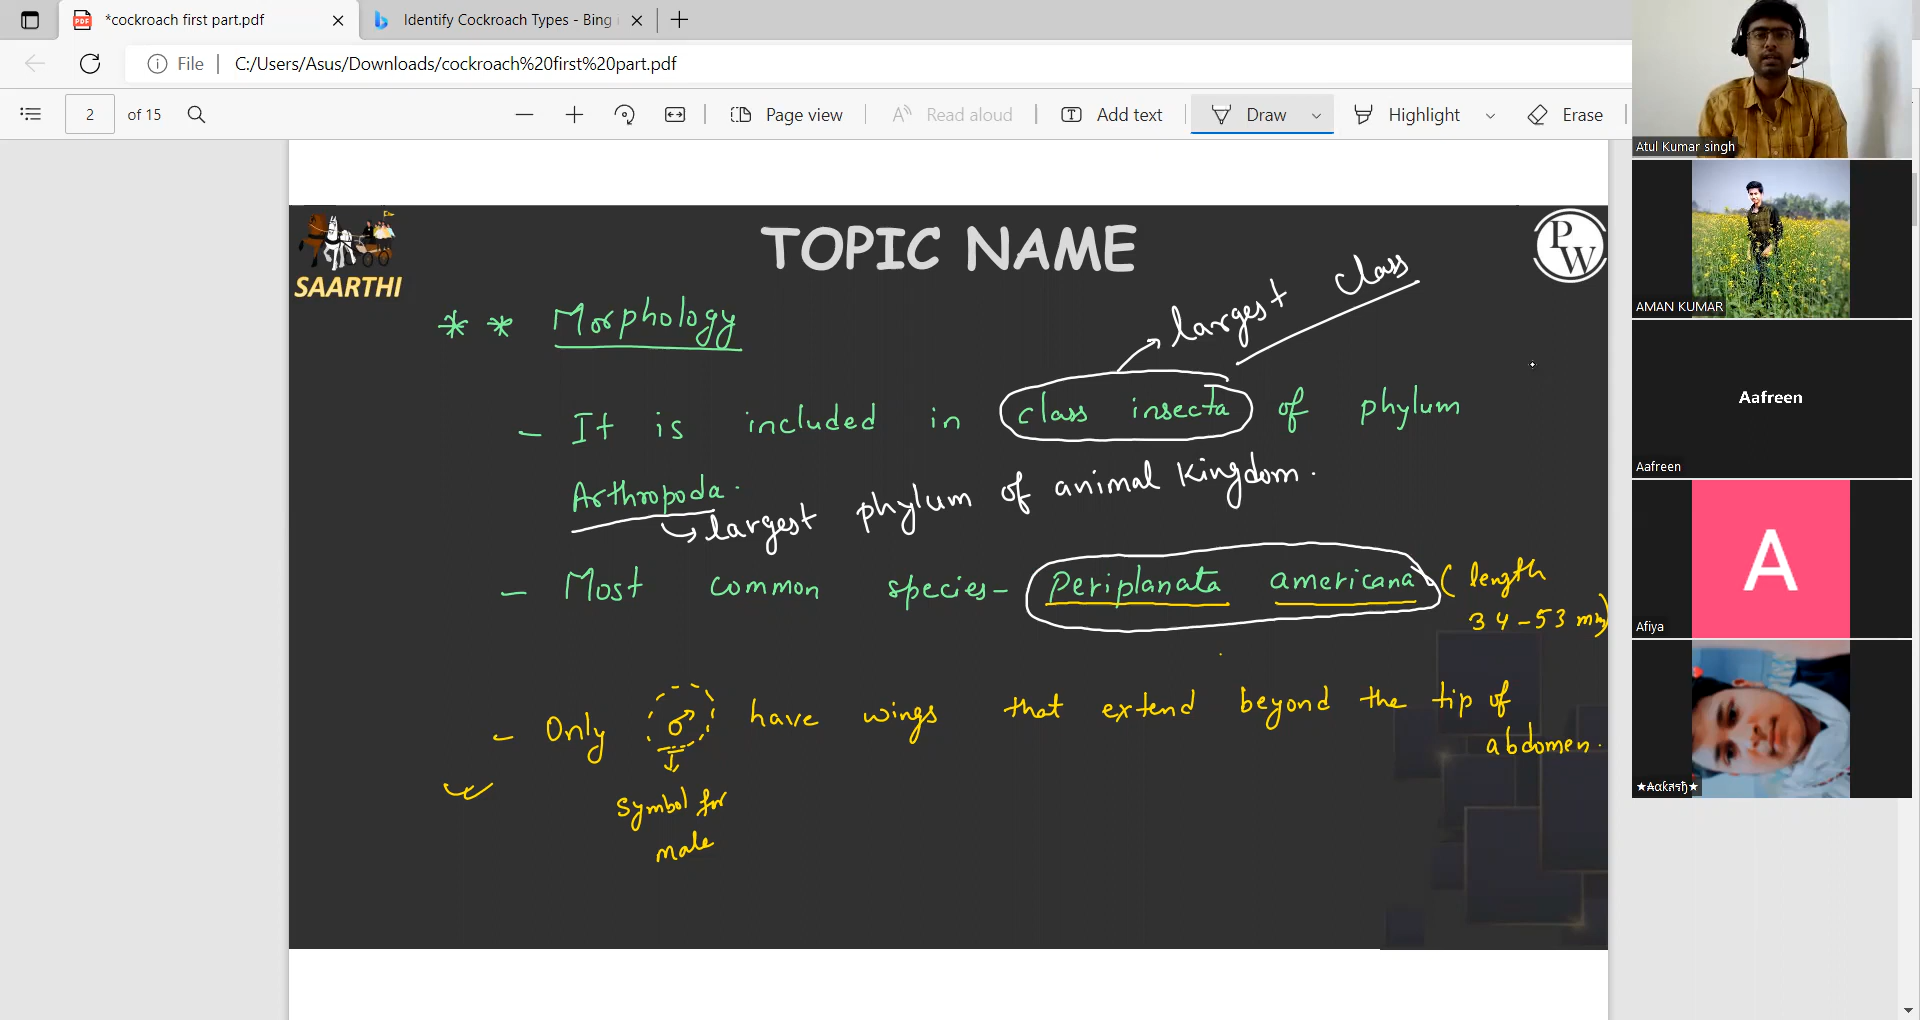 *cockroach first part.pdf
Identify Cockroach Types - Bing
File
C:/Users/Asus/Downloads/cockroach%20first%20part.pdf
2 of 15
Page view
Read aloud
Add text
Draw
Highlight
Erase
SAARTHI
TOPIC NAME
PW
** Morphology
largest class
- It is included in class insecta of phylum
Arthropoda.
largest phylum of animal kingdom.
- Most common species- periplanata americana (length
34-53 mm)
- Only ♂ have wings that extend beyond the tip of
abdomen.
symbol for
male
Atul Kumar singh
AMAN KUMAR
Aafreen
Aafreen
A
Afiya